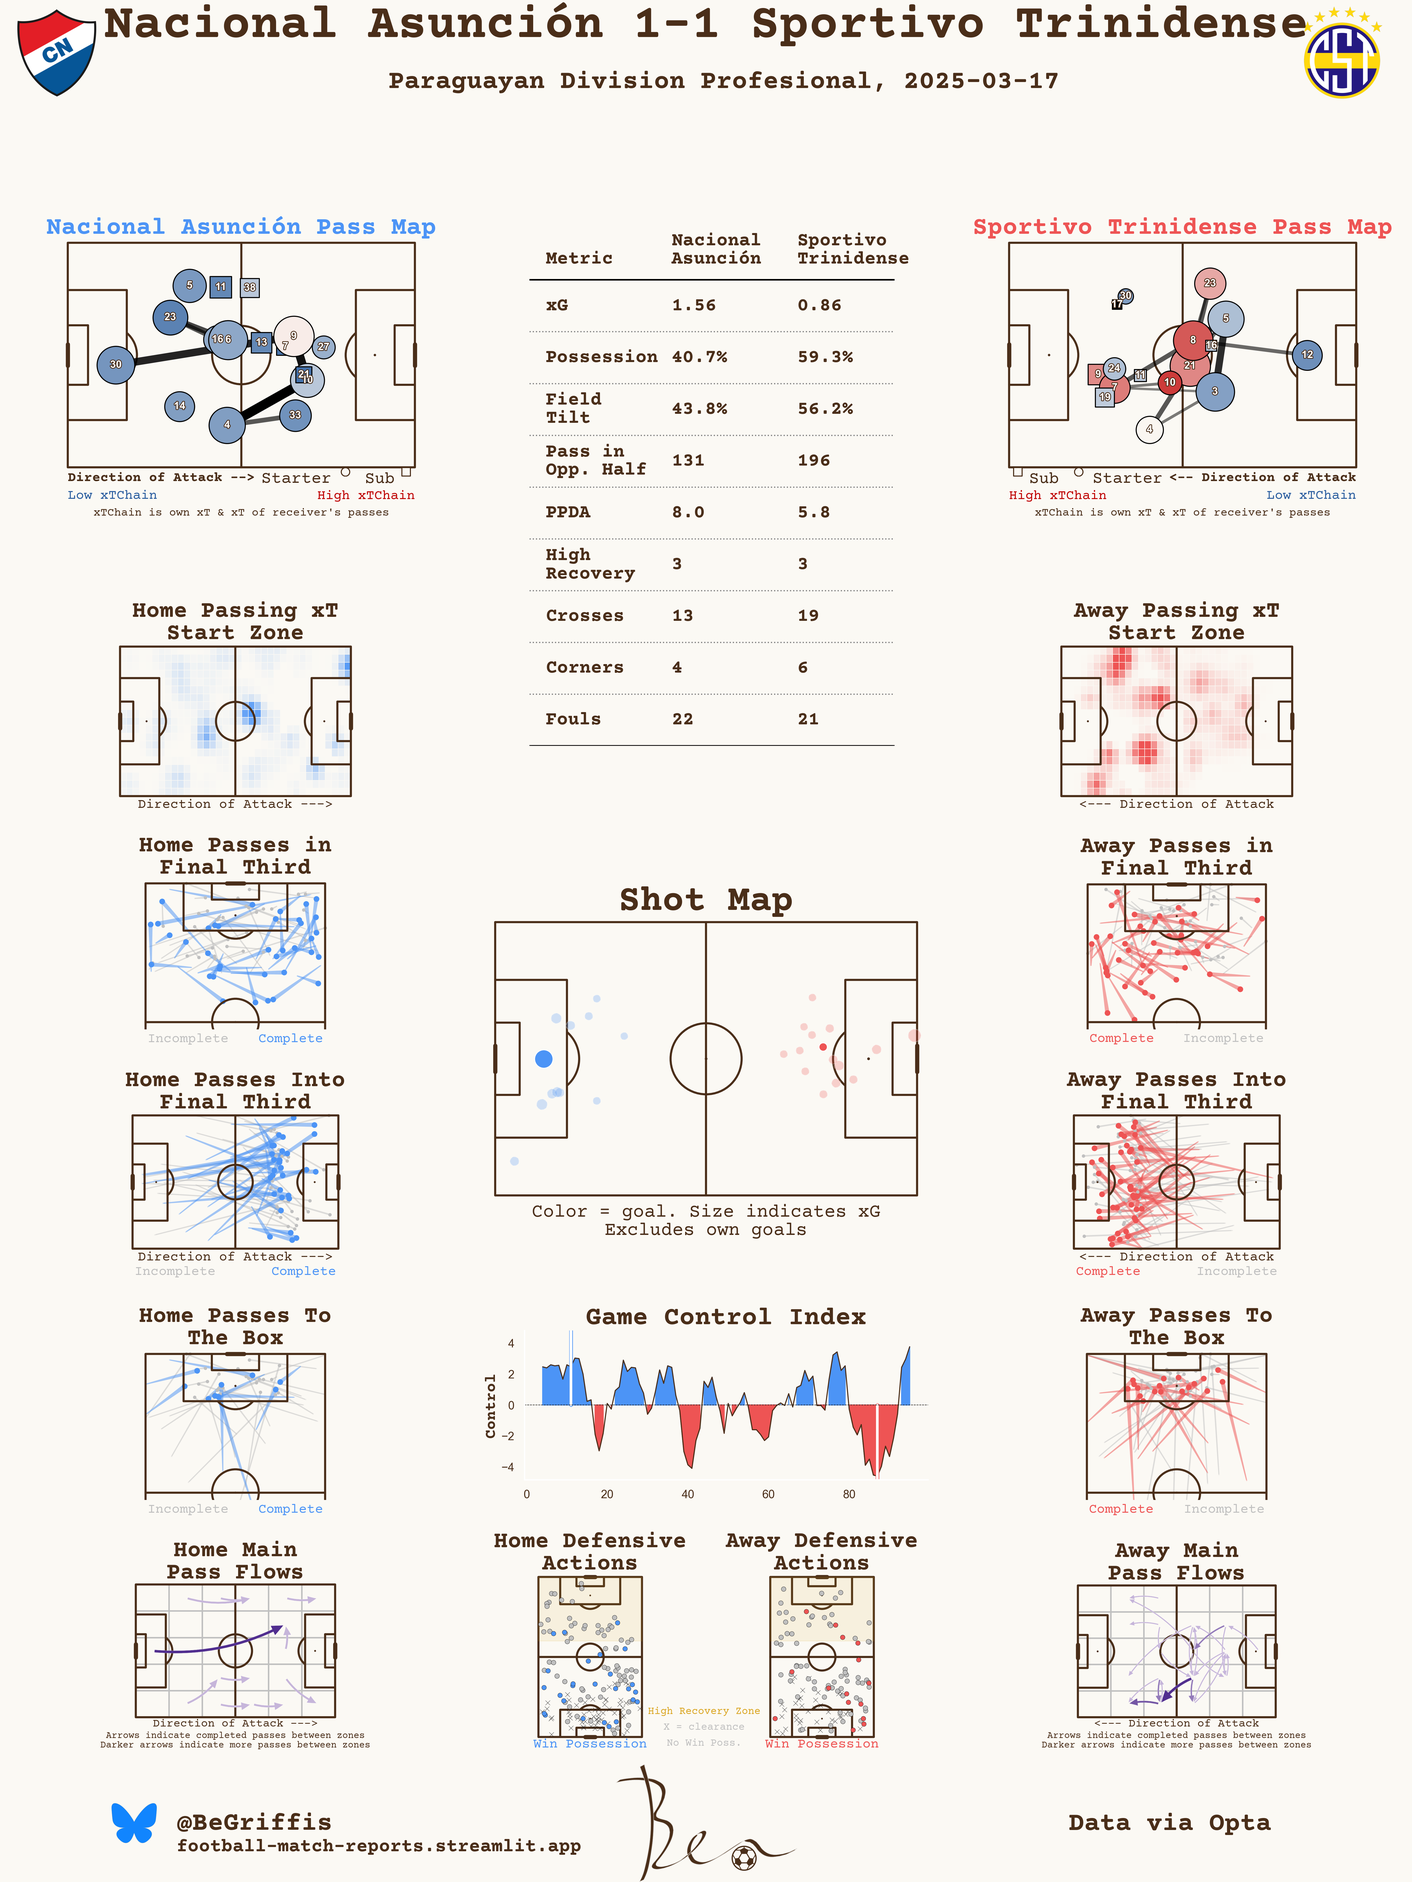 Nacional Asunción 1-1 Sportivo Trinidense
CN
CST
Paraguayan Division Profesional, 2025-03-17
Nacional Asunción Pass Map
5
11
38
23
16
6
13
7
9
27
30
21
10
14
4
33
Direction of Attack --> Starter Sub
Low xTChain High xTChain
xTChain is own xT & xT of receiver's passes
Metric Nacional Asunción Sportivo Trinidense
xG 1.56 0.86
Possession 40.7% 59.3%
Field Tilt 43.8% 56.2%
Pass in Opp. Half 131 196
PPDA 8.0 5.8
High Recovery 3 3
Crosses 13 19
Corners 4 6
Fouls 22 21
Sportivo Trinidense Pass Map
23
30
17
5
8
16
12
9
24
11
21
7
10
19
3
4
Sub Starter <-- Direction of Attack
High xTChain Low xTChain
xTChain is own xT & xT of receiver's passes
Home Passing xT
Start Zone
Direction of Attack --->
Away Passing xT
Start Zone
<--- Direction of Attack
Home Passes in
Final Third
Incomplete Complete
Away Passes in
Final Third
Complete Incomplete
Shot Map
Color = goal. Size indicates xG
Excludes own goals
Home Passes Into
Final Third
Direction of Attack --->
Incomplete Complete
Away Passes Into
Final Third
<--- Direction of Attack
Complete Incomplete
Home Passes To
The Box
Incomplete Complete
Game Control Index
Control
4
2
0
−2
−4
0 20 40 60 80
Away Passes To
The Box
Complete Incomplete
Home Main
Pass Flows
Direction of Attack --->
Arrows indicate completed passes between zones
Darker arrows indicate more passes between zones
Home Defensive
Actions
Win Possession
High Recovery Zone
X = clearance
No Win Poss.
Away Defensive
Actions
Win Possession
Away Main
Pass Flows
<--- Direction of Attack
Arrows indicate completed passes between zones
Darker arrows indicate more passes between zones
@BeGriffis
football-match-reports.streamlit.app
Ben
Data via Opta